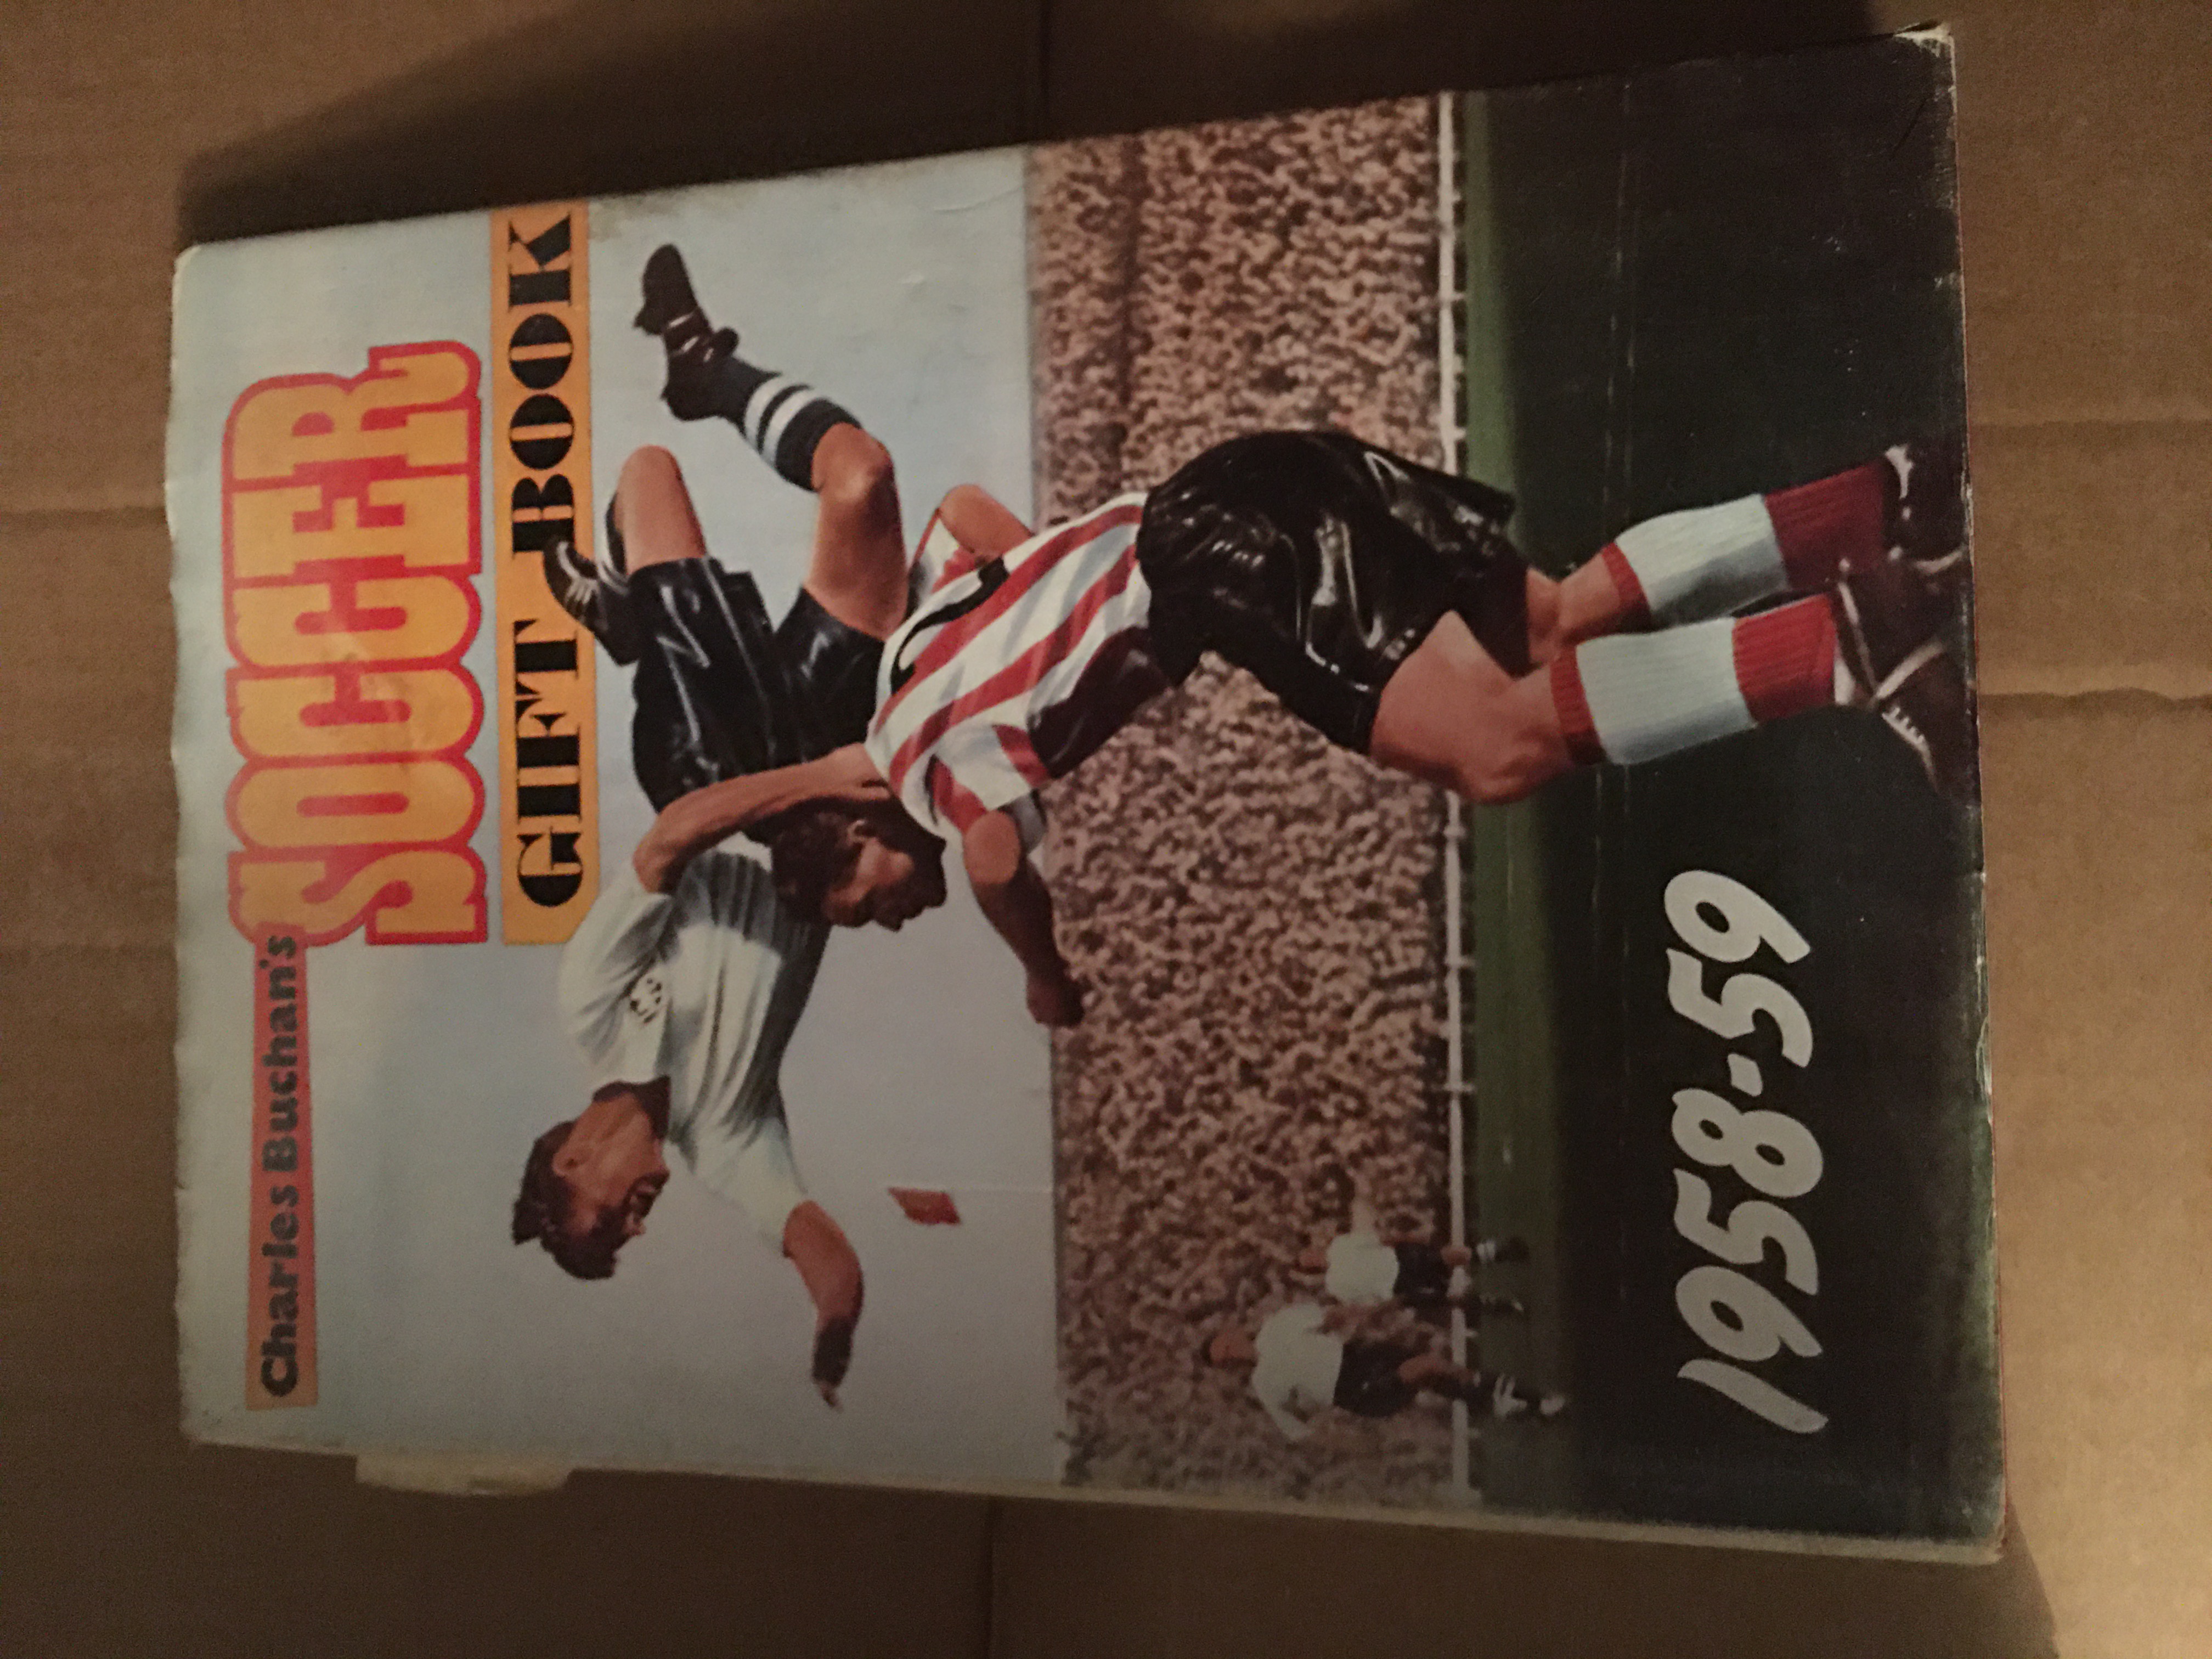 Charles Buchan's
SOCCER
GIFT BOOK
1958-59